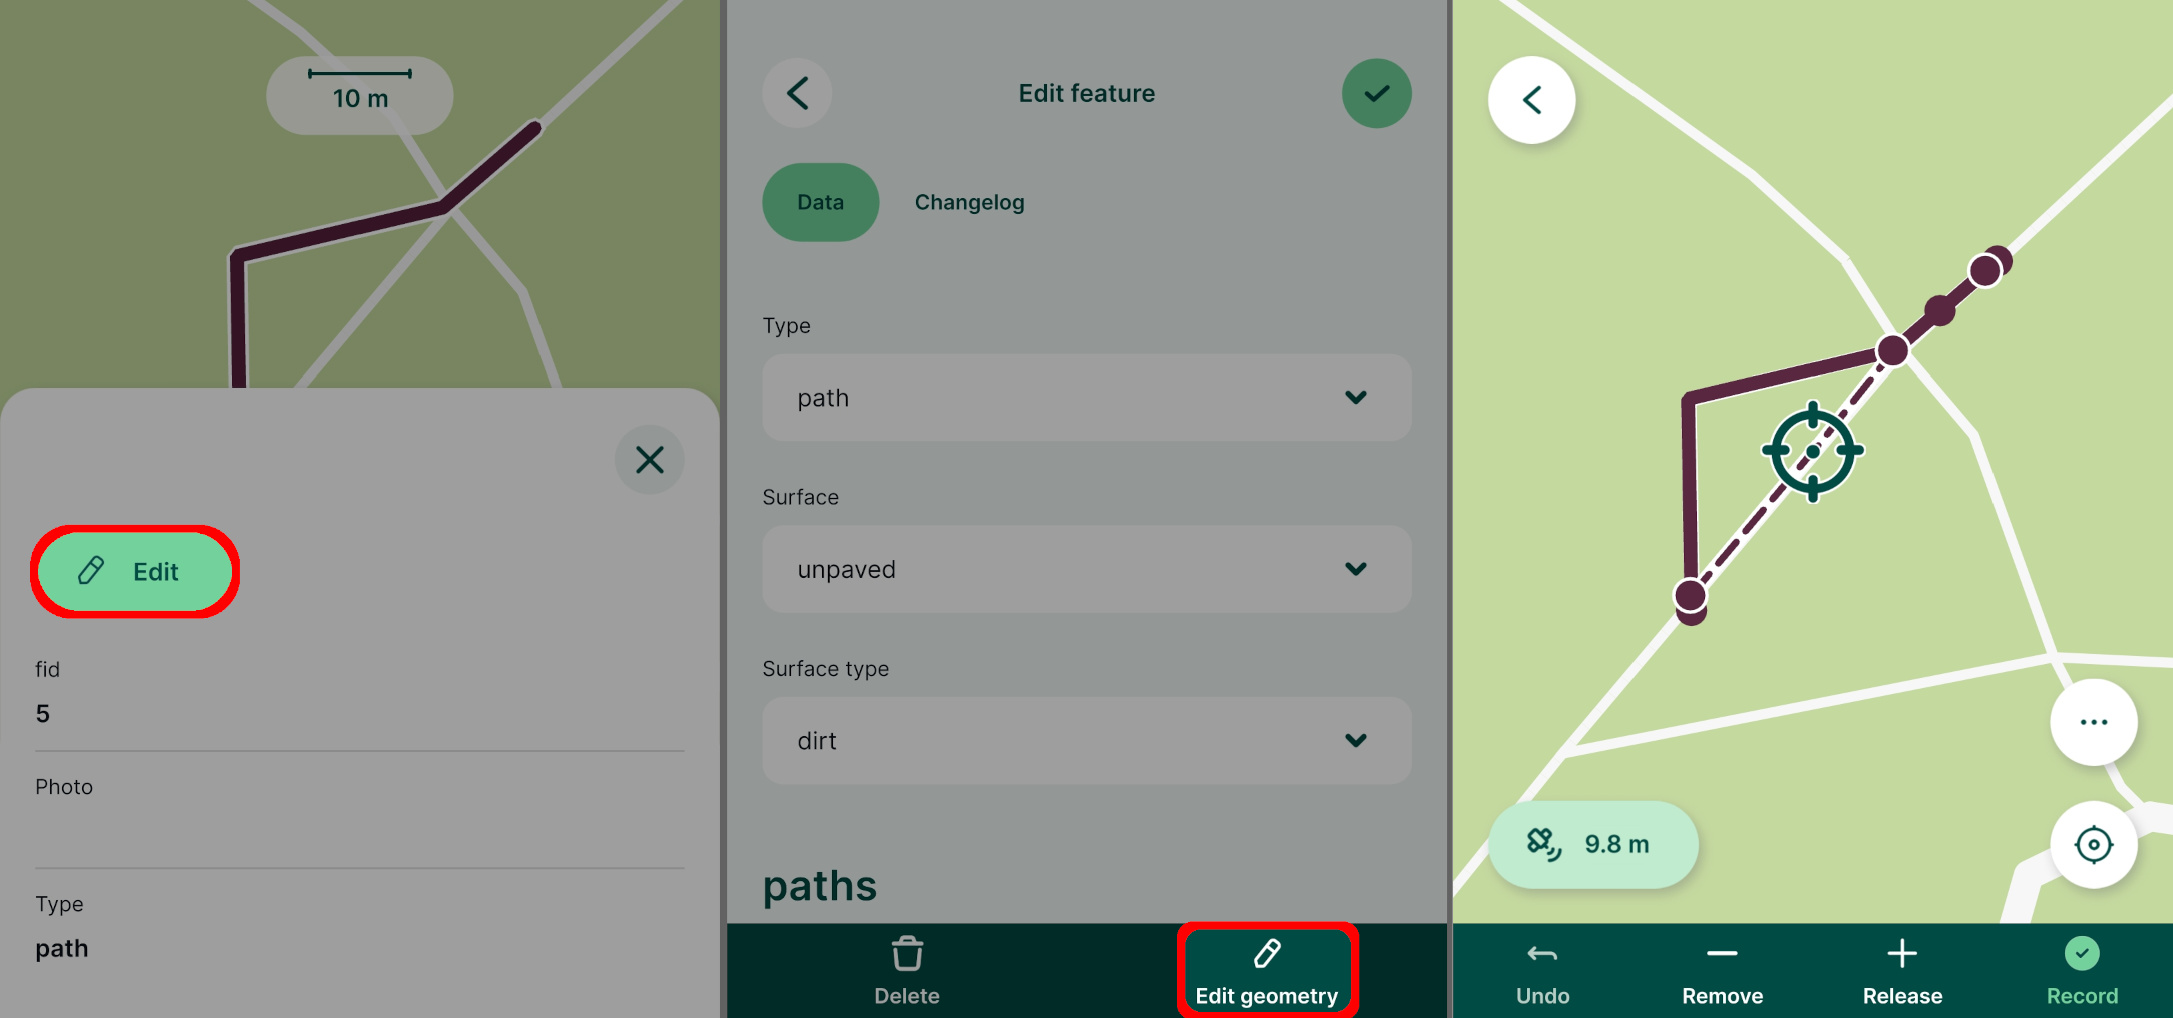 10 m
Edit
fid
5
Photo
Type
path
Edit feature
Data
Changelog
Type
path
Surface
unpaved
Surface type
dirt
paths
Delete
Edit geometry
9.8 m
Undo
Remove
Release
Record